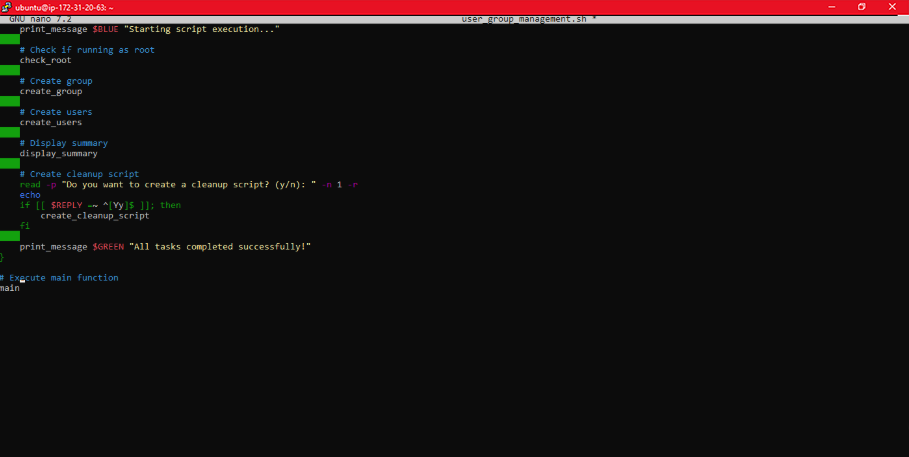 ubuntu@ip-172-31-20-63: ~
GNU nano 7.2 user_group_management.sh *
print_message $BLUE "Starting script execution..."
# Check if running as root
check_root
# Create group
create_group
# Create users
create_users
# Display summary
display_summary
# Create cleanup script
read -p "Do you want to create a cleanup script? (y/n): " -n 1 -r
echo
if [[ $REPLY =~ ^[Yy]$ ]]; then
create_cleanup_script
fi
print_message $GREEN "All tasks completed successfully!"
}
# Execute main function
main